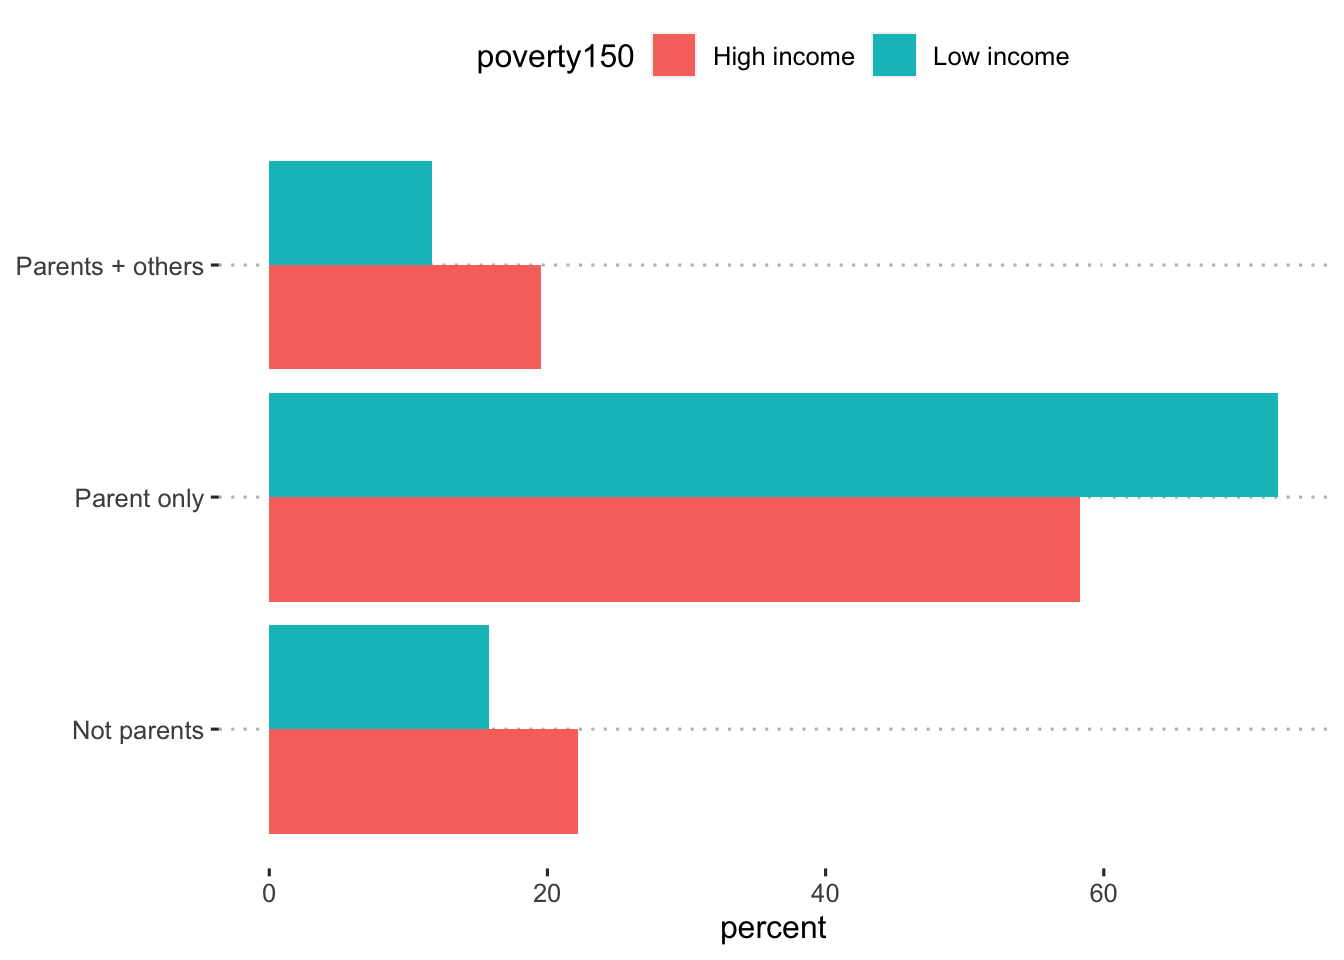 poverty150 High income Low income
Parents + others
Parent only
Not parents
0 20 40 60
percent